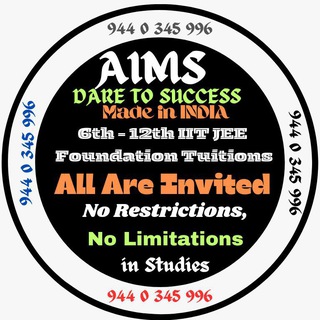 944 0 345 996
AIMS
DARE TO SUCCESS
Made in INDIA
6th - 12th IIT JEE
Foundation Tuitions
All Are Invited
No Restrictions,
No Limitations
in Studies
944 0 345 996
944 0 345 996
944 0 345 996